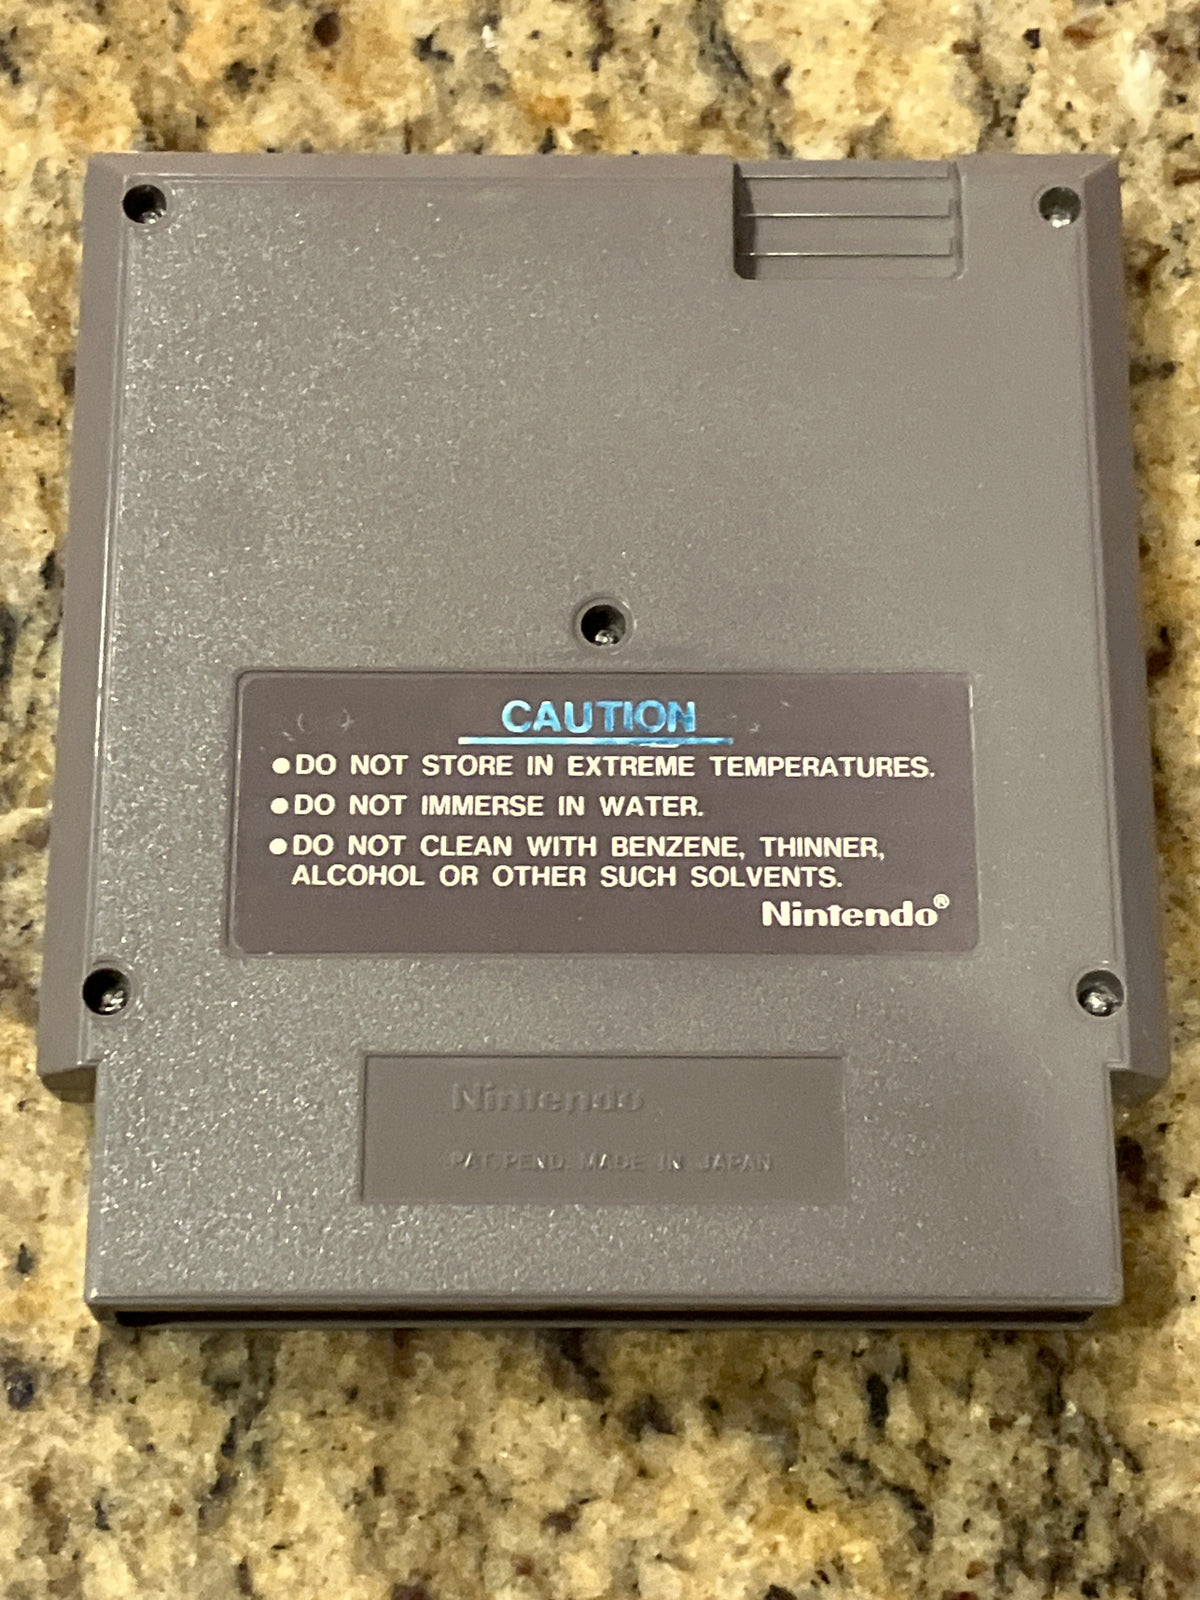 CAUTION
●DO NOT STORE IN EXTREME TEMPERATURES.
●DO NOT IMMERSE IN WATER.
●DO NOT CLEAN WITH BENZENE, THINNER,
ALCOHOL OR OTHER SUCH SOLVENTS.
Nintendo®
Nintendo
PAT.PEND. MADE IN JAPAN